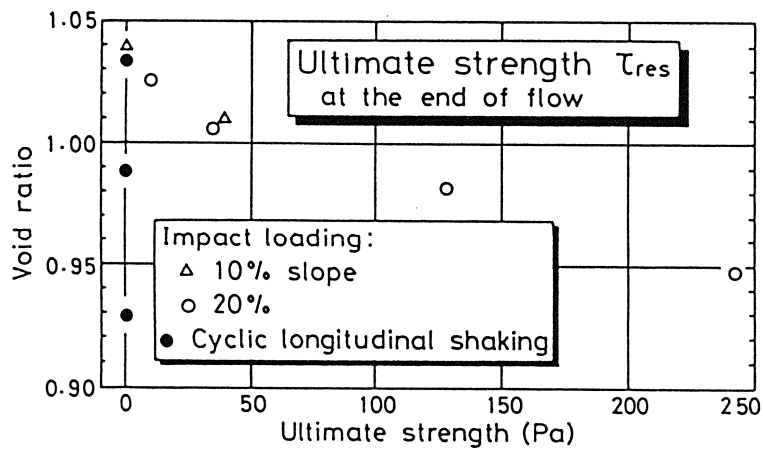 1.05
1.00
0.95
0.90
Void ratio
Ultimate strength τres
at the end of flow
Impact loading:
△ 10% slope
○ 20%
● Cyclic longitudinal shaking
0 50 100 150 200 250
Ultimate strength (Pa)